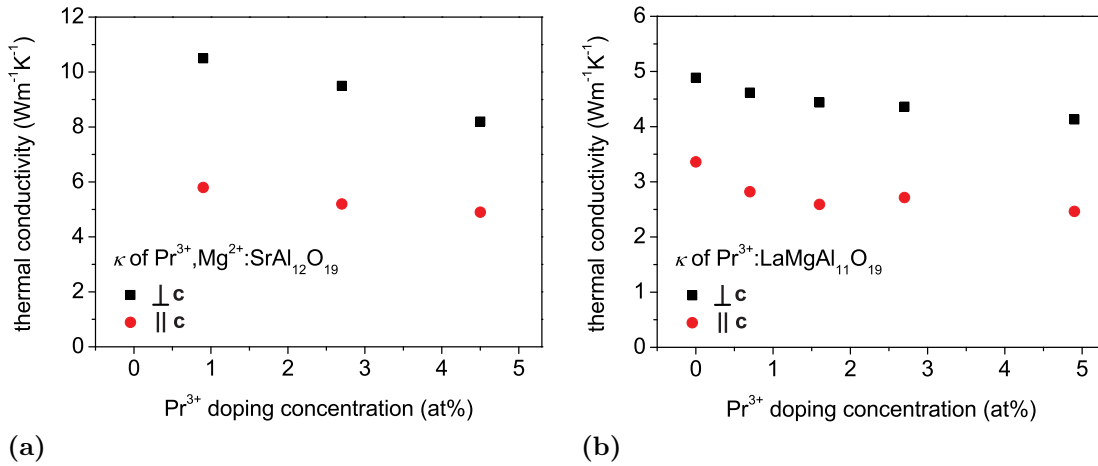 thermal conductivity (Wm⁻¹K⁻¹)
12
10
8
6
4
2
0
κ of Pr³⁺,Mg²⁺:SrAl₁₂O₁₉
⊥ c
|| c
0 1 2 3 4 5
Pr³⁺ doping concentration (at%)
(a)
thermal conductivity (Wm⁻¹K⁻¹)
6
5
4
3
2
1
0
κ of Pr³⁺:LaMgAl₁₁O₁₉
⊥ c
|| c
0 1 2 3 4 5
Pr³⁺ doping concentration (at%)
(b)